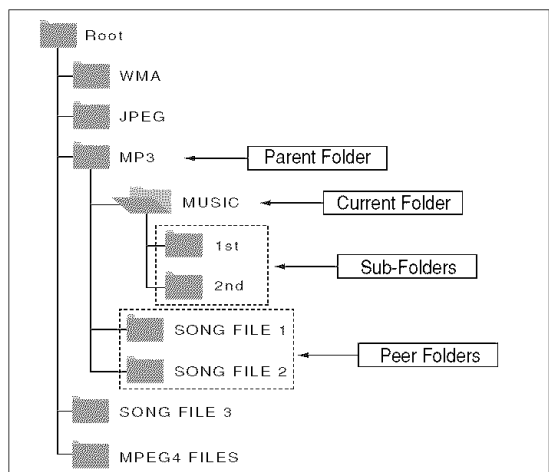 Root
WMA
JPEG
MP3
Parent Folder
MUSIC
Current Folder
1st
Sub-Folders
2nd
SONG FILE 1
Peer Folders
SONG FILE 2
SONG FILE 3
MPEG4 FILES